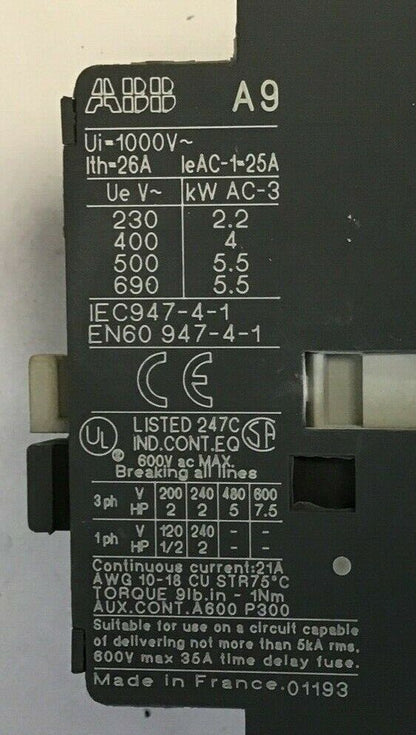 ABB A9
Ui=1000V~
Ith=26A IeAC-1=25A
Ue V~ kW AC-3
230 2.2
400 4
500 5.5
690 5.5
IEC947-4-1
EN60 947-4-1
CE
UL LISTED 247C SA
IND.CONT.EQ
600V ac MAX.
Breaking all lines
3ph V 200 240 480 600
HP 2 2 5 7.5
1ph V 120 240 - -
HP 1/2 2 - -
Continuous current:21A
AWG 10-18 CU STR75°C
TORQUE 9lb.in - 1Nm
AUX.CONT.A600 P300
Suitable for use on a circuit capable
of delivering not more than 5kA rms,
600V max 35A time delay fuse.
Made in France.01193